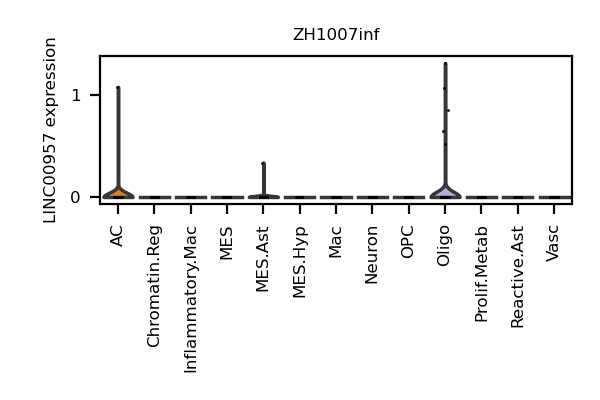 ZH1007inf
LINC00957 expression
1
0
AC
Chromatin.Reg
Inflammatory.Mac
MES
MES.Ast
MES.Hyp
Mac
Neuron
OPC
Oligo
Prolif.Metab
Reactive.Ast
Vasc